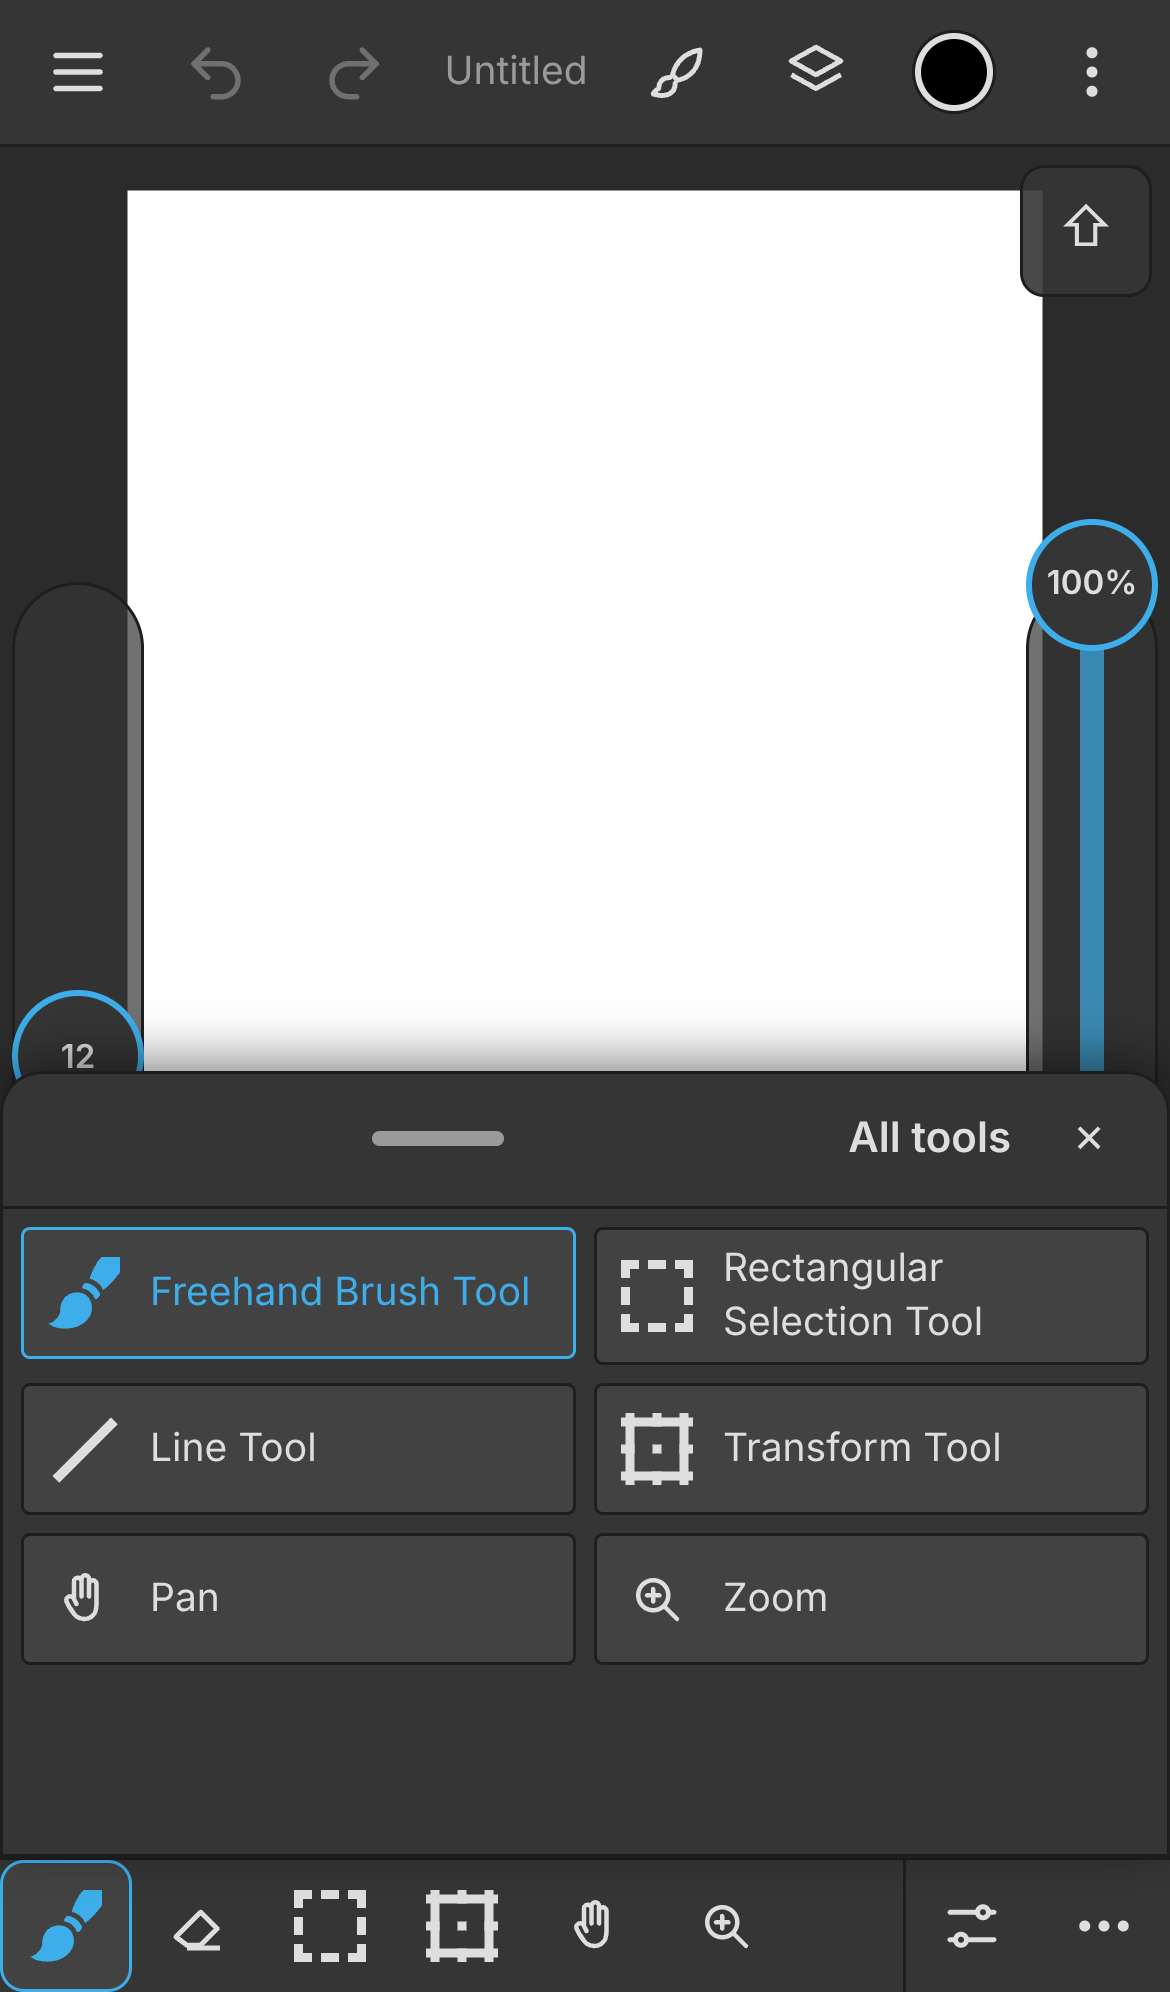 Untitled
100%
12
All tools
Freehand Brush Tool
Rectangular
Selection Tool
Line Tool
Transform Tool
Pan
Zoom